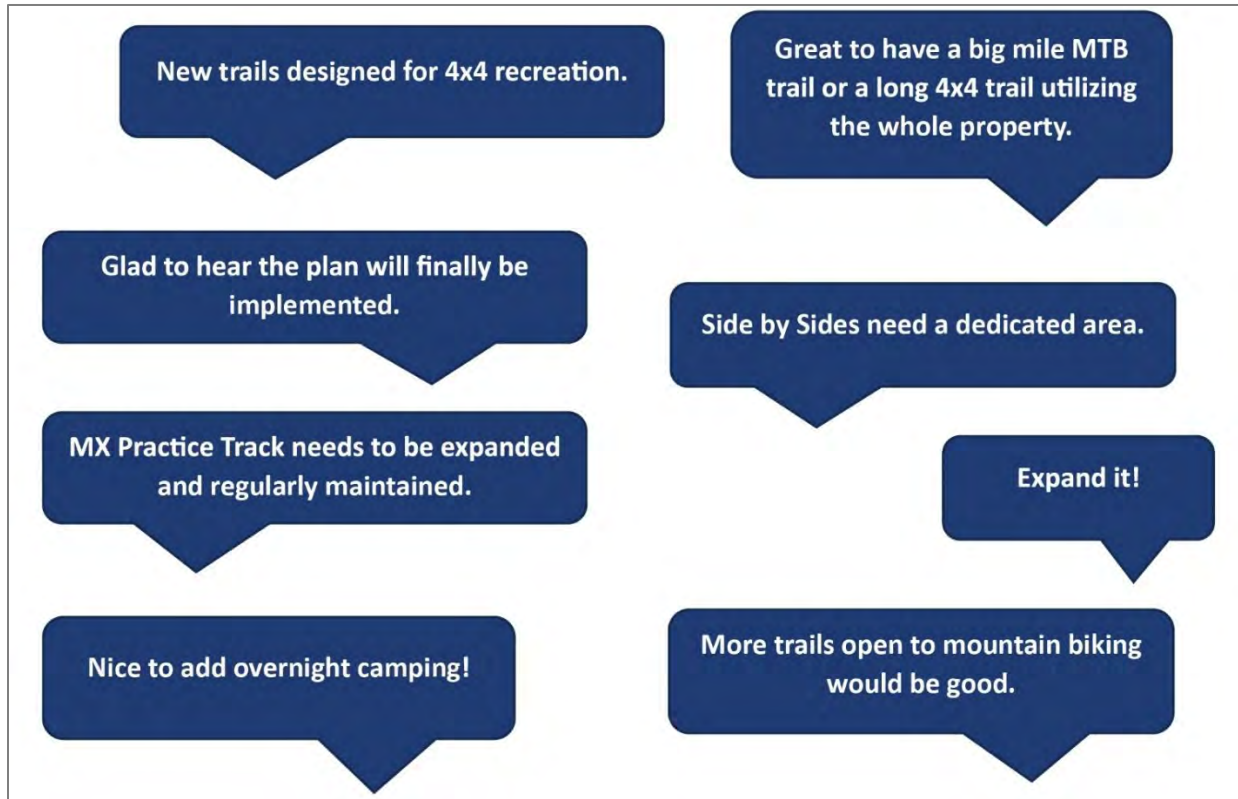 New trails designed for 4x4 recreation.
Great to have a big mile MTB
trail or a long 4x4 trail utilizing
the whole property.
Glad to hear the plan will finally be
implemented.
Side by Sides need a dedicated area.
MX Practice Track needs to be expanded
and regularly maintained.
Expand it!
Nice to add overnight camping!
More trails open to mountain biking
would be good.